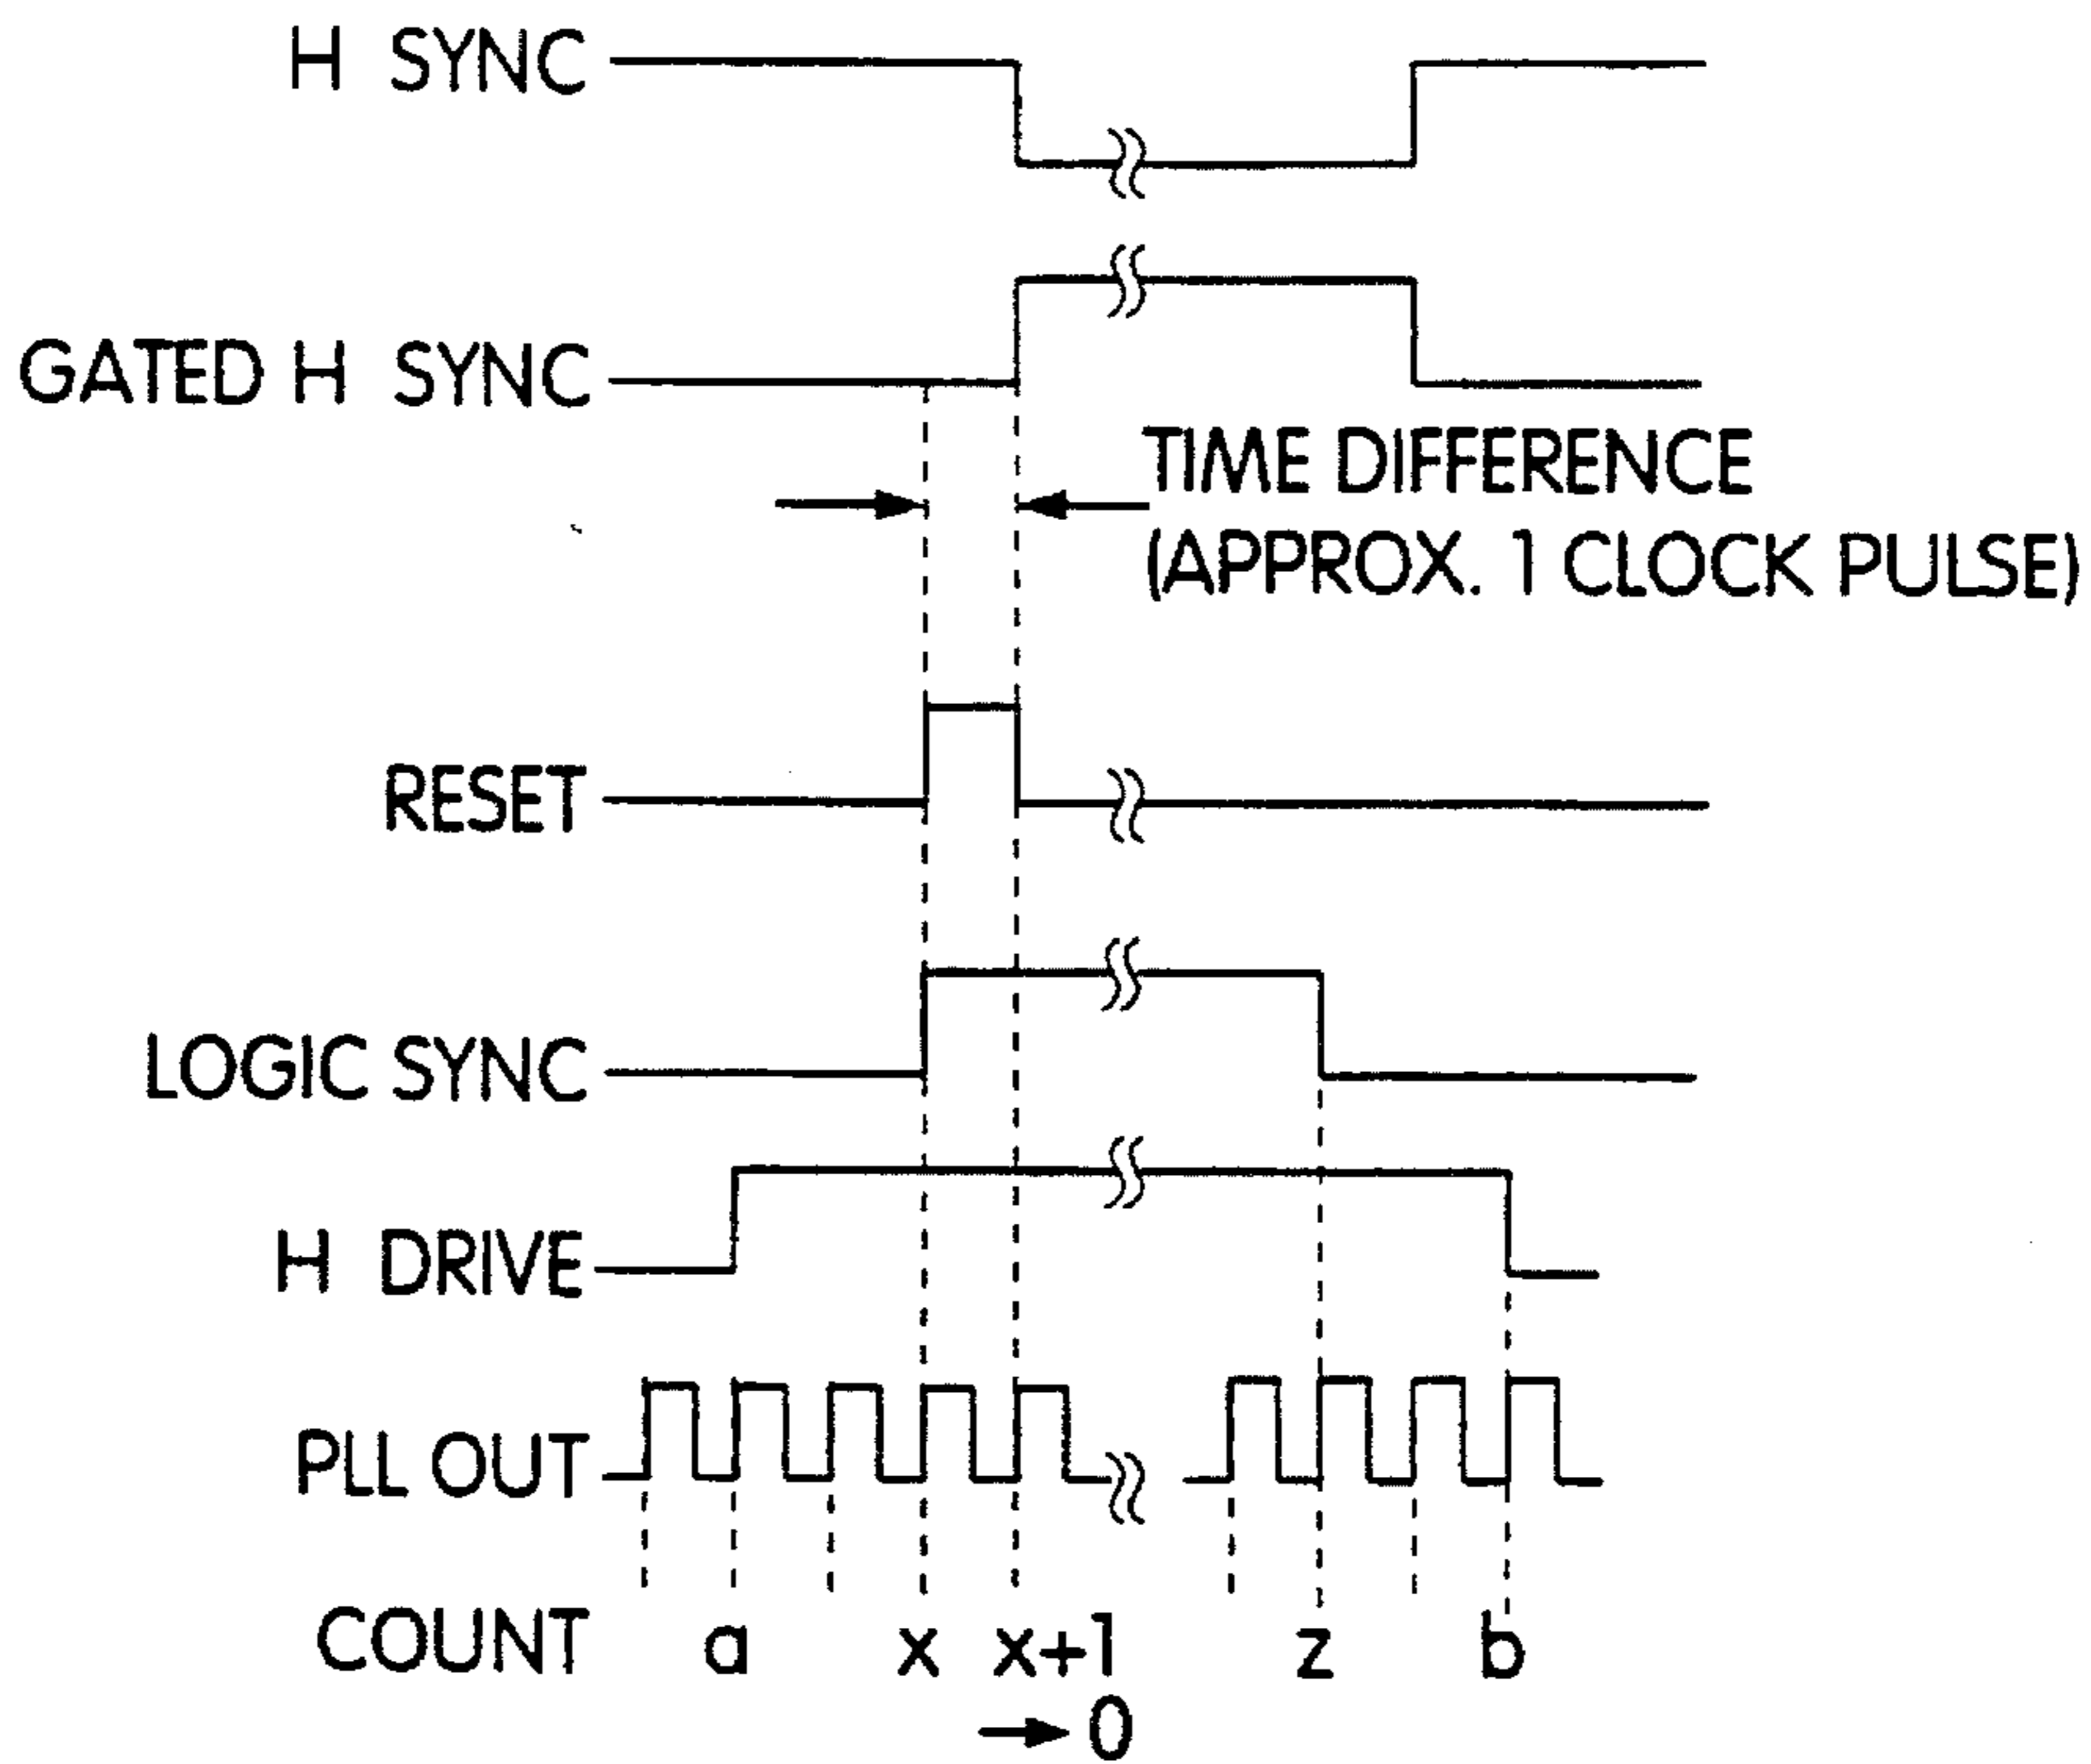 H SYNC
GATED H SYNC
TIME DIFFERENCE
(APPROX. 1 CLOCK PULSE)
RESET
LOGIC SYNC
H DRIVE
PLL OUT
COUNT a x x+1 z b
→ 0